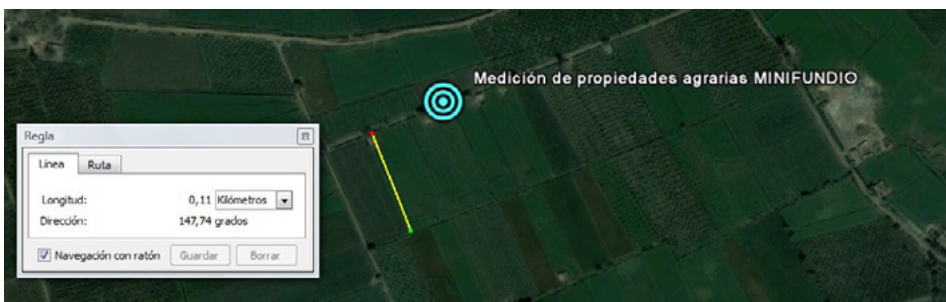 Medición de propiedades agrarias MINIFUNDIO
Regla
Línea Ruta
Longitud: 0,11 Kilómetros
Dirección: 147,74 grados
Navegación con ratón Guardar Borrar